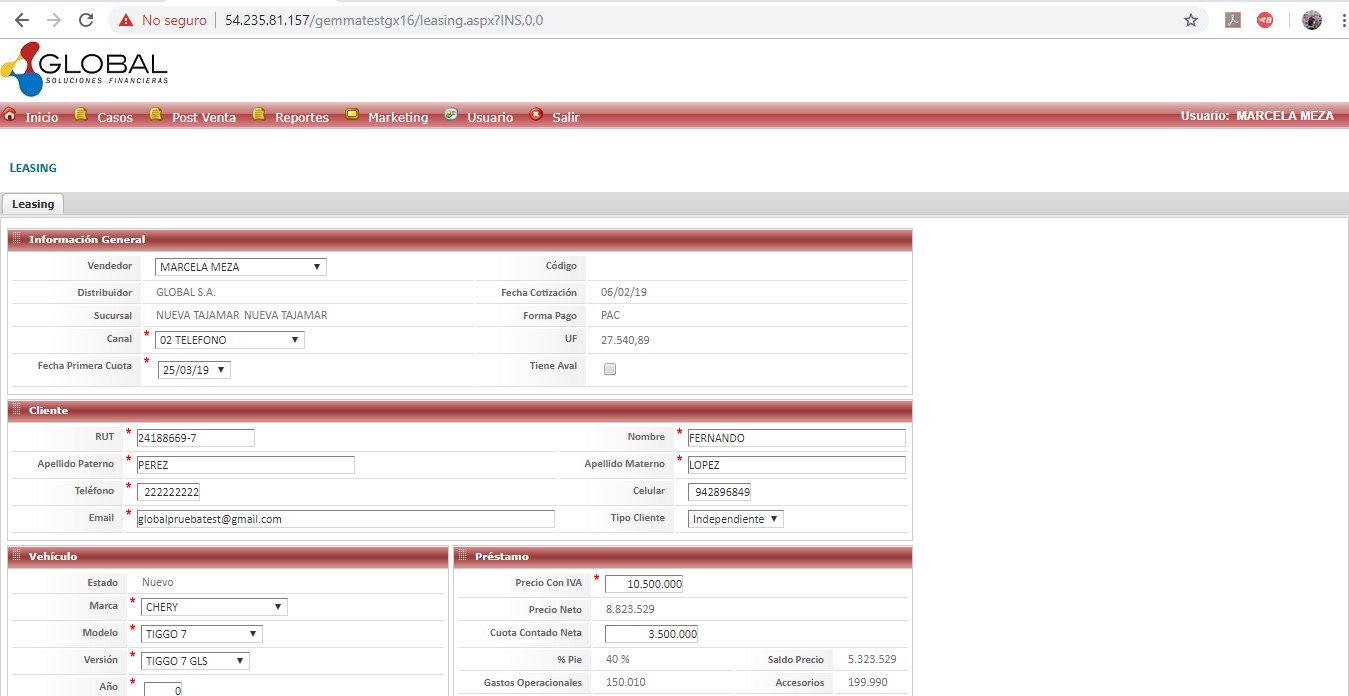 No seguro 54.235.81.157/gemmatestgx16/leasing.aspx?INS,0,0
GLOBAL
SOLUCIONES FINANCIERAS
Inicio Casos Post Venta Reportes Marketing Usuario Salir Usuario: MARCELA MEZA
LEASING
Leasing
Información General
Vendedor MARCELA MEZA Código
Distribuidor GLOBAL S.A. Fecha Cotización 06/02/19
Sucursal NUEVA TAJAMAR NUEVA TAJAMAR Forma Pago PAC
Canal * 02 TELEFONO UF 27.540,89
Fecha Primera Cuota * 25/03/19 Tiene Aval
Cliente
RUT * 24188669-7 Nombre * FERNANDO
Apellido Paterno * PEREZ Apellido Materno * LOPEZ
Teléfono * 222222222 Celular 942896849
Email * globalpruebatest@gmail.com Tipo Cliente Independiente
Vehículo Préstamo
Estado Nuevo Precio Con IVA * 10.500.000
Marca * CHERY Precio Neto 8.823.529
Modelo * TIGGO 7 Cuota Contado Neta 3.500.000
Versión * TIGGO 7 GLS % Pie 40 % Saldo Precio 5.323.529
Año * 0 Gastos Operacionales 150.010 Accesorios 199.990